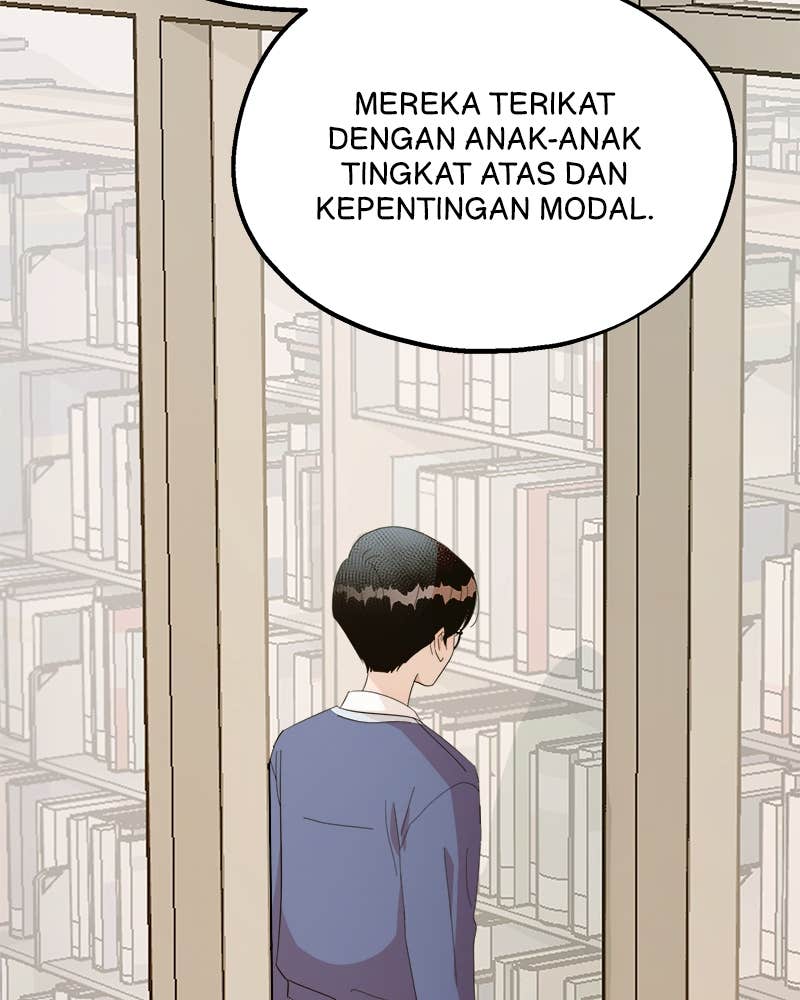 MEREKA TERIKAT
DENGAN ANAK-ANAK
TINGKAT ATAS DAN
KEPENTINGAN MODAL.